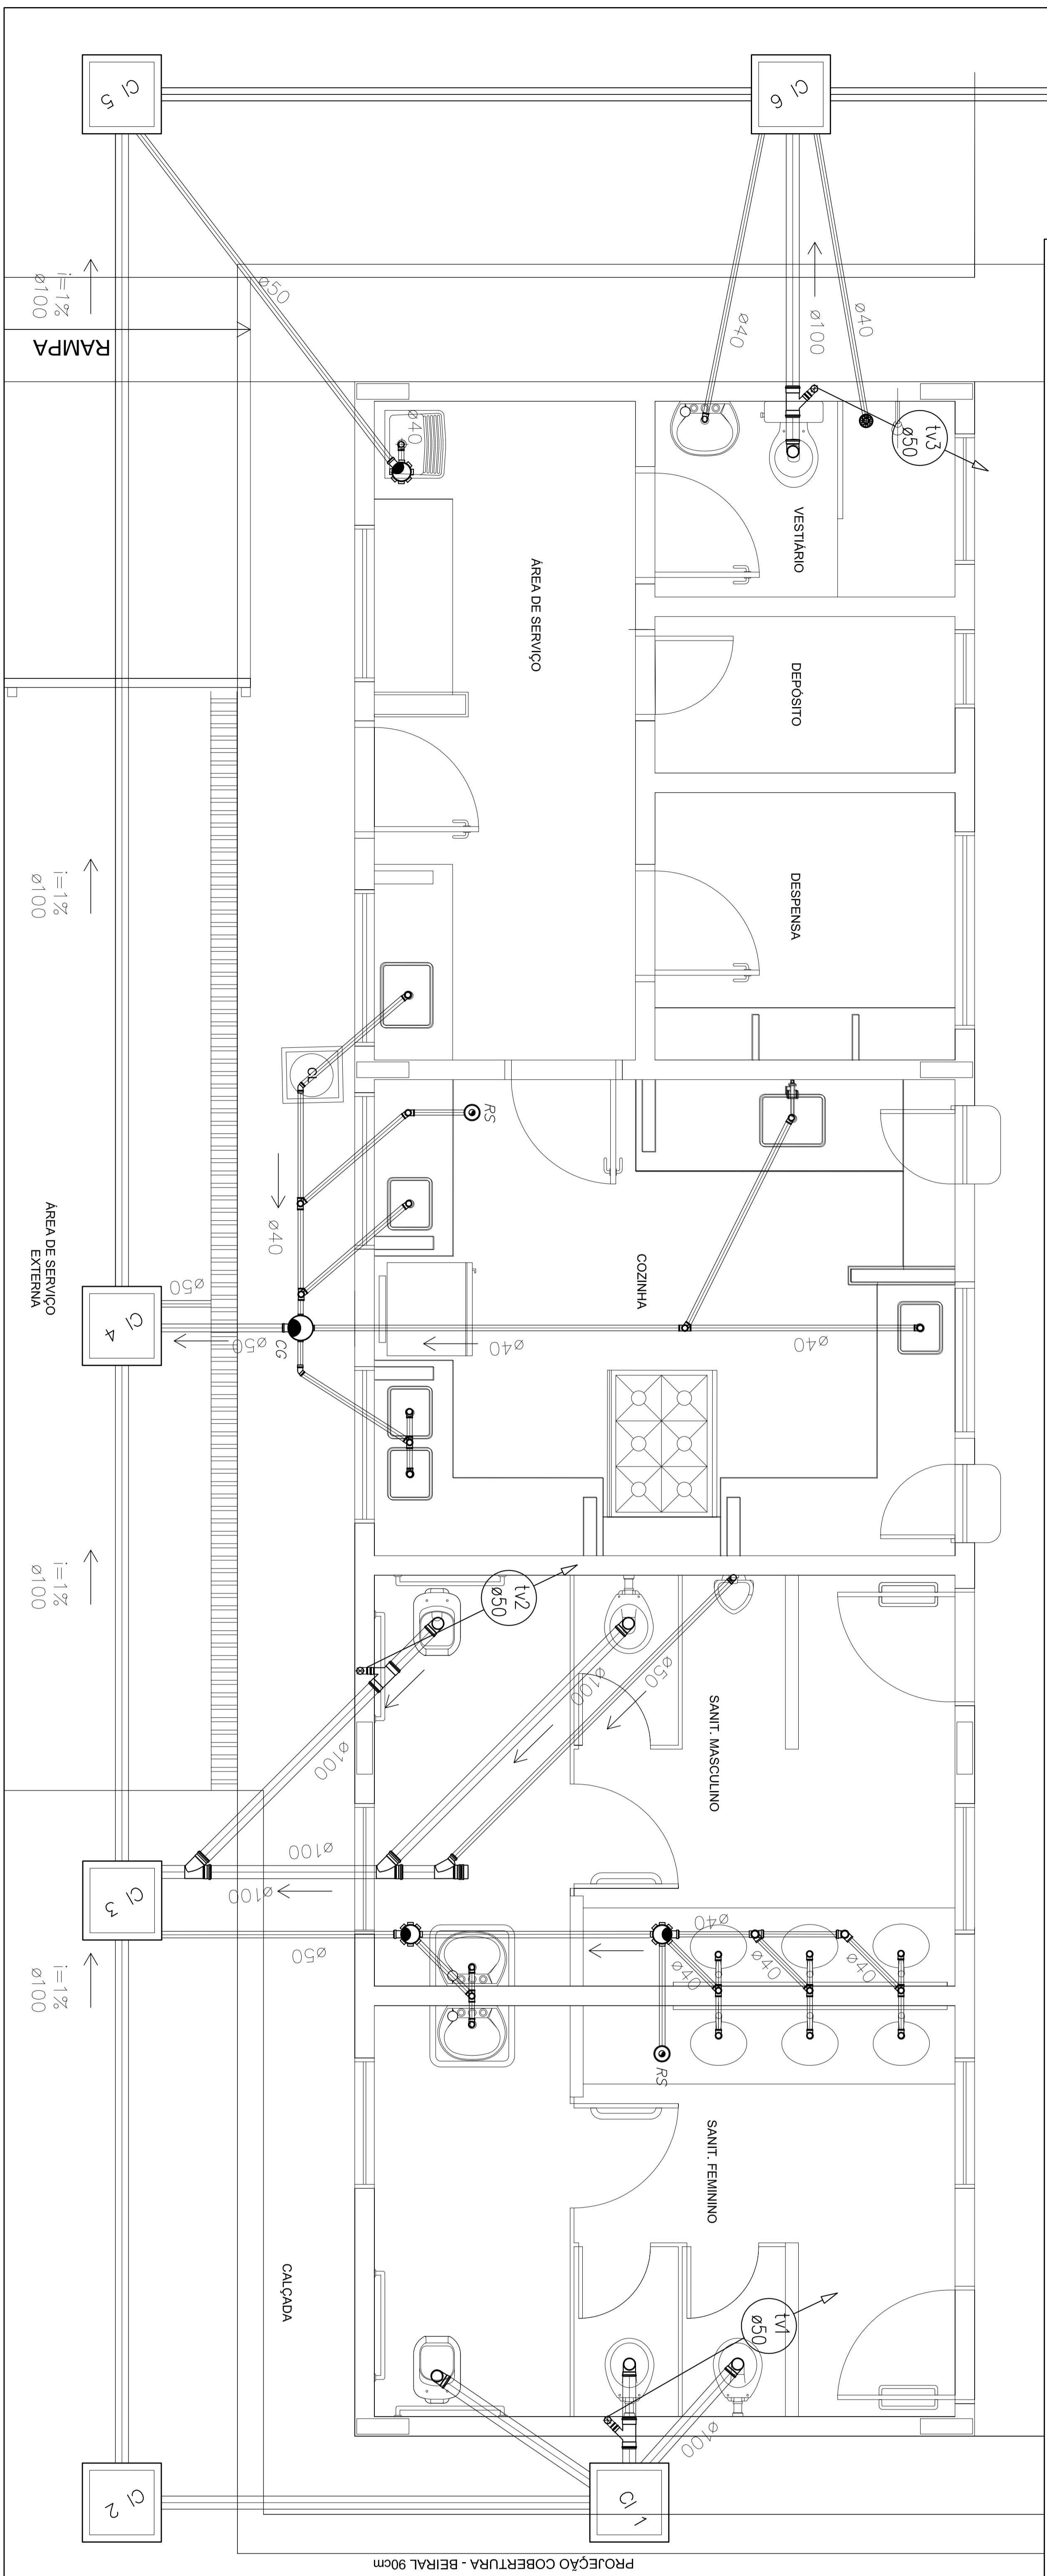 CI 5
CI 6
i=1%
ø100
RAMPA
ø50
ø40
ø100
ø40
ø40
tv3
ø50
VESTIÁRIO
ÁREA DE SERVIÇO
DEPÓSITO
DESPENSA
i=1%
ø100
CL
RS
ø40
ÁREA DE SERVIÇO
EXTERNA
COZINHA
ø50
CI 4
ø50
CG
ø40
ø40
i=1%
ø100
tv2
ø50
ø100
ø50
ø100
SANIT. MASCULINO
ø100
ø100
CI 3
ø50
ø40
ø40
ø40
ø40
i=1%
ø100
RS
SANIT. FEMININO
CALÇADA
tv1
ø50
ø100
CI 2
CI 1
PROJEÇÃO COBERTURA - BEIRAL 90cm